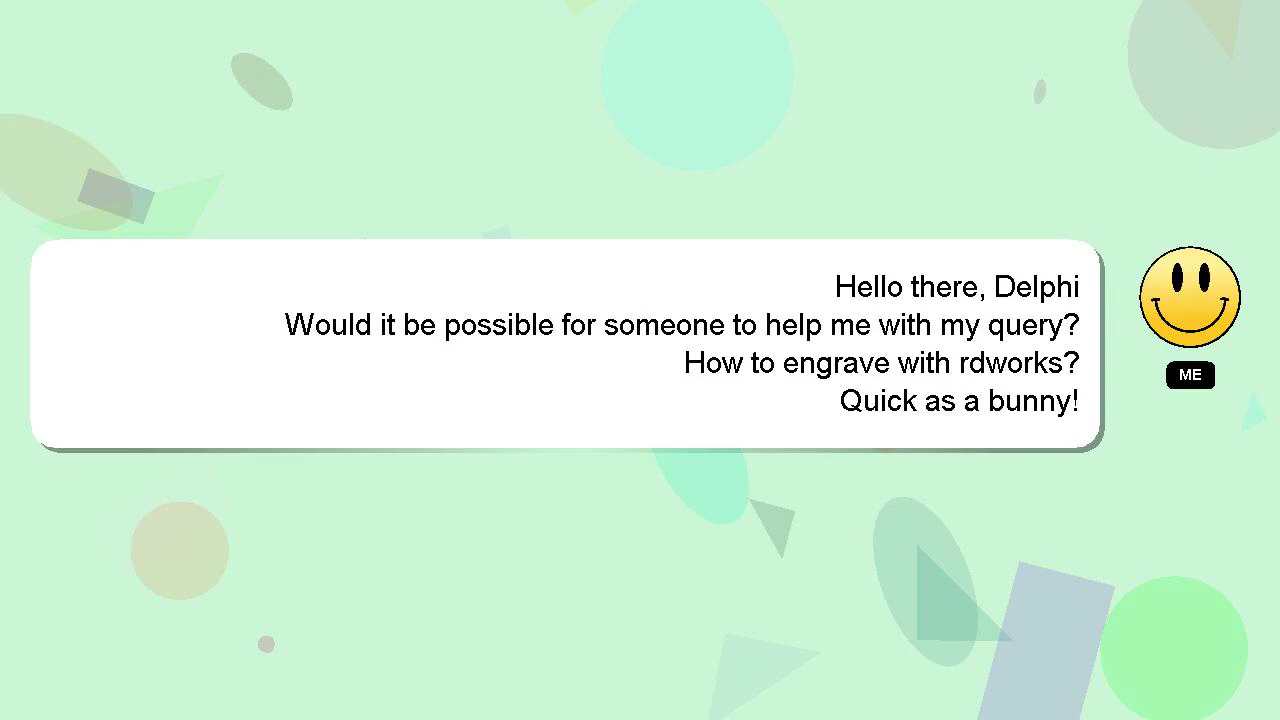 Hello there, Delphi
Would it be possible for someone to help me with my query?
How to engrave with rdworks?
Quick as a bunny!
ME